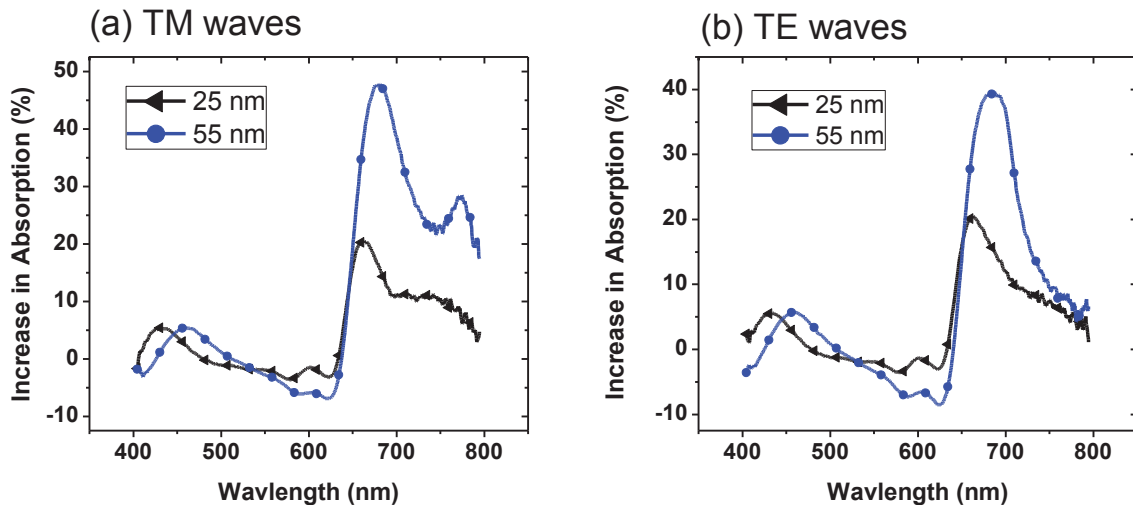 (a) TM waves
Increase in Absorption (%)
50
40
30
20
10
0
-10
25 nm
55 nm
400
500
600
700
800
Wavlength (nm)
(b) TE waves
Increase in Absorption (%)
40
30
20
10
0
-10
25 nm
55 nm
400
500
600
700
800
Wavlength (nm)